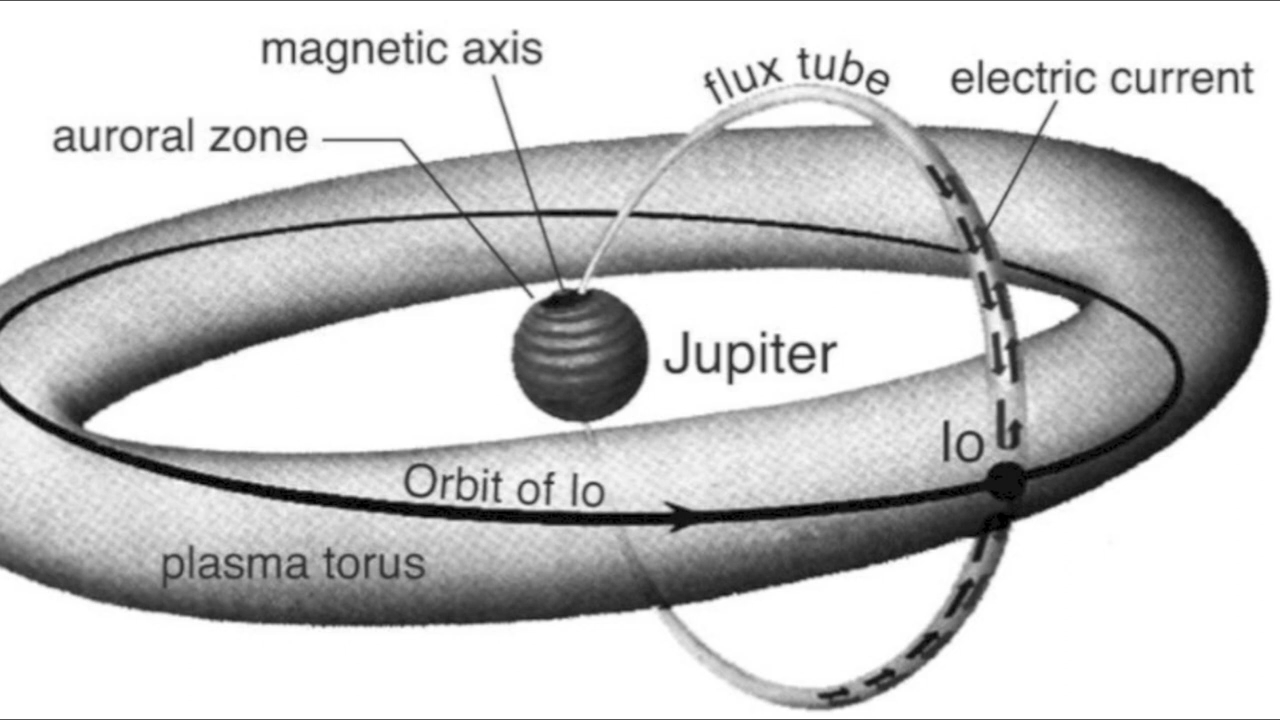 magnetic axis
flux tube
electric current
auroral zone
Jupiter
Io
Orbit of Io
plasma torus